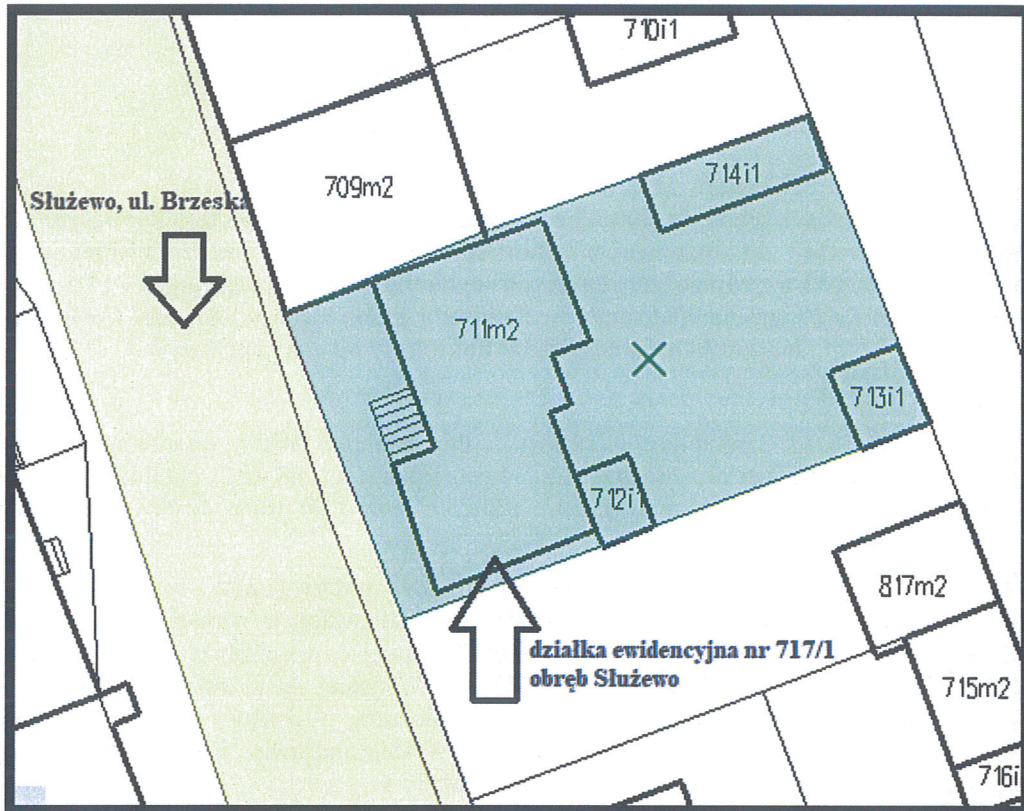 710i1
714i1
709m2
Służewo, ul. Brzeska
711m2
713i1
712i1
817m2
działka ewidencyjna nr 717/1
obręb Służewo
715m2
716i